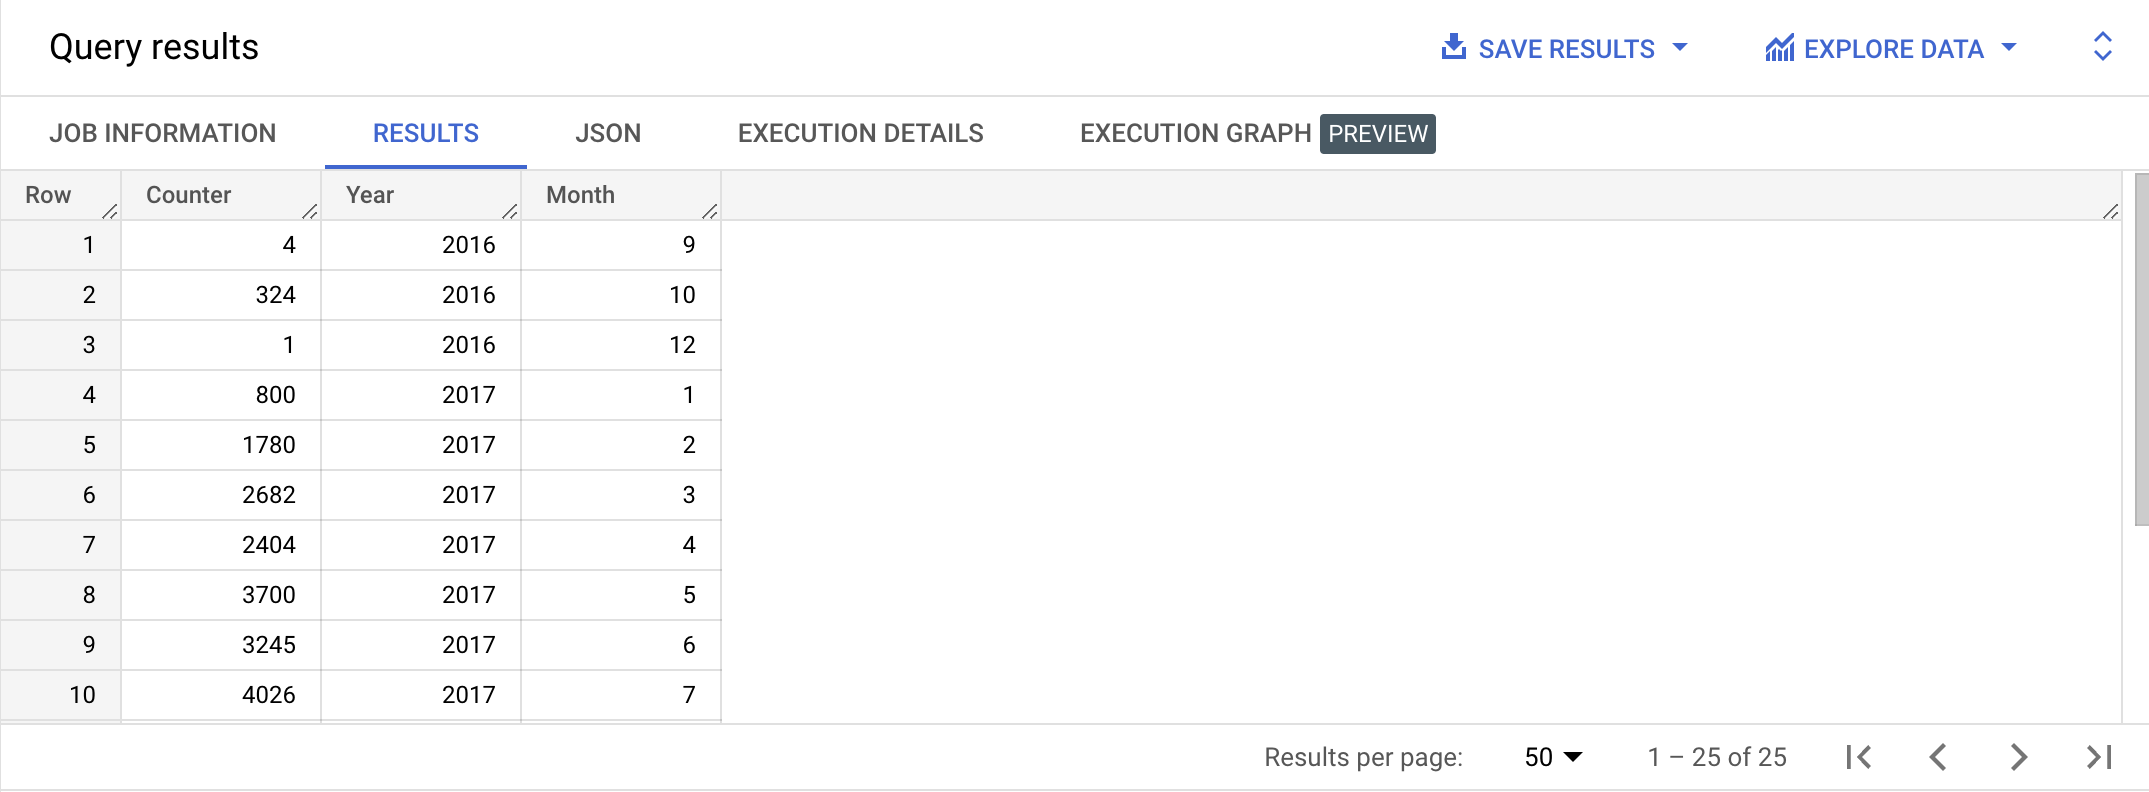 Query results SAVE RESULTS EXPLORE DATA
JOB INFORMATION RESULTS JSON EXECUTION DETAILS EXECUTION GRAPH PREVIEW
Row Counter Year Month
1 4 2016 9
2 324 2016 10
3 1 2016 12
4 800 2017 1
5 1780 2017 2
6 2682 2017 3
7 2404 2017 4
8 3700 2017 5
9 3245 2017 6
10 4026 2017 7
Results per page: 50 1 – 25 of 25